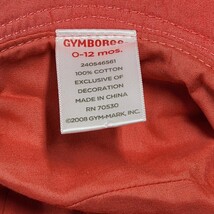 GYMBOREE
0-12 mos.
240546561
100% COTTON
EXCLUSIVE OF
DECORATION
MADE IN CHINA
RN 70530
©2008 GYM-MARK, INC.